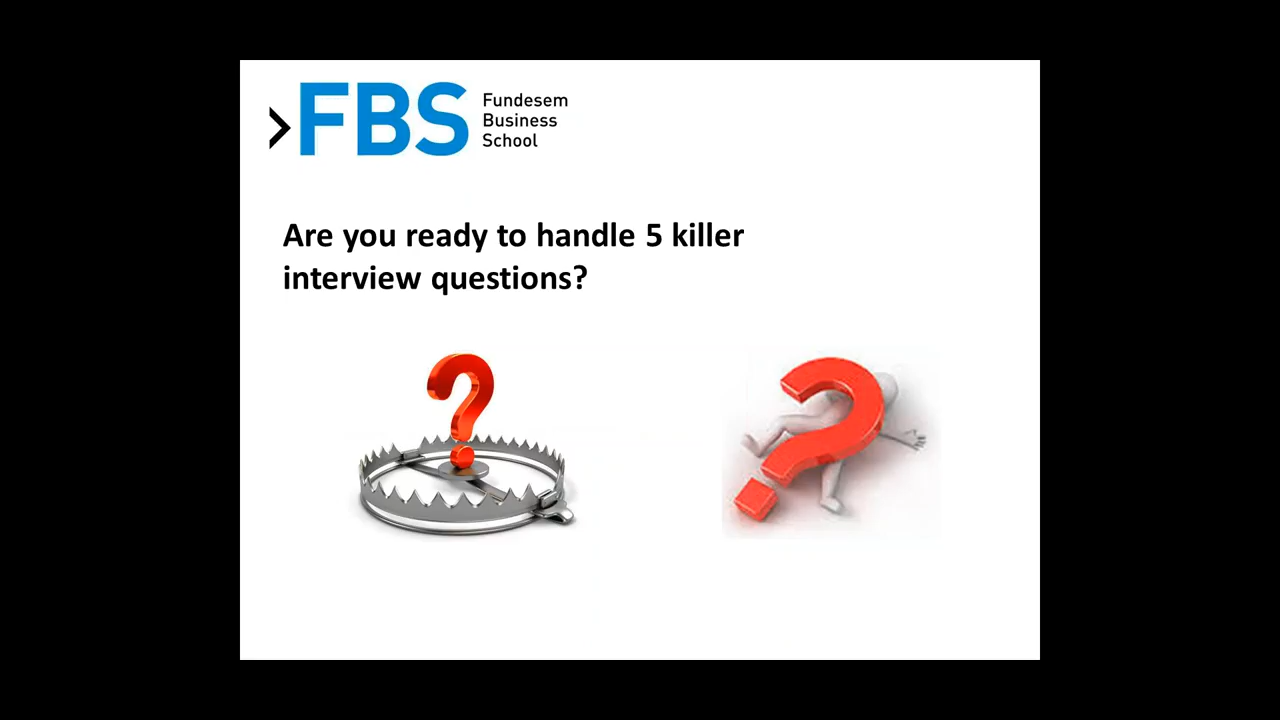 FBS
Fundesem
Business
School
Are you ready to handle 5 killer
interview questions?